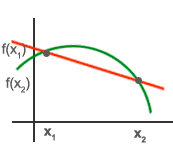 f(x₁)
f(x₂)
x₁ x₂